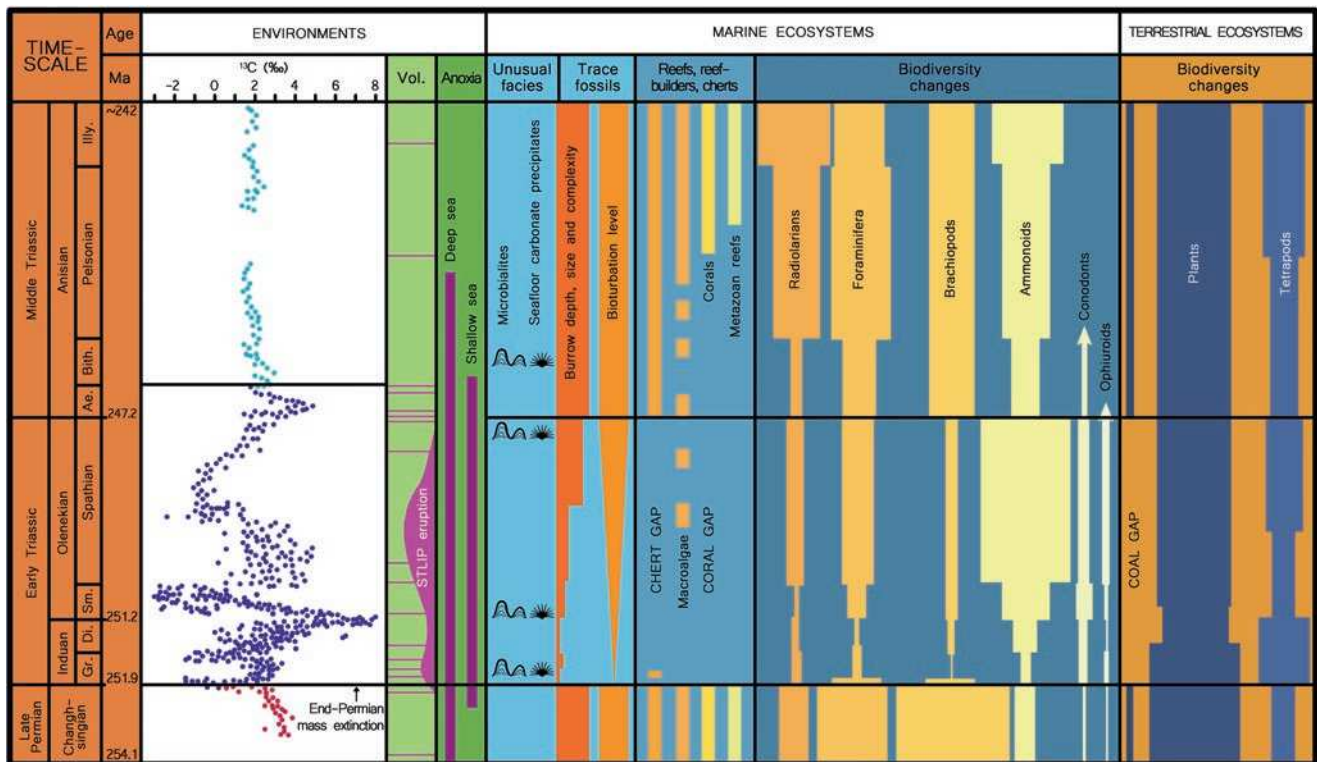 TIME-
SCALE
Age
Ma
ENVIRONMENTS
MARINE ECOSYSTEMS
TERRESTRIAL ECOSYSTEMS
13C (‰)
−2 0 2 4 6 8
Vol.
Anoxia
Unusual
facies
Trace
fossils
Reefs, reef-
builders, cherts
Biodiversity
changes
Biodiversity
changes
Middle Triassic
Anisian
Illy.
Pelsonian
Bith.
Ae.
Early Triassic
Olenekian
Spathian
Sm.
Induan
Di.
Gr.
Late
Permian
Changh-
singian
~242
247.2
251.2
251.9
254.1
End-Permian
mass extinction
STLIP eruption
Deep sea
Shallow sea
Microbialites
Seafloor carbonate precipitates
Burrow depth, size and complexity
Bioturbation level
CHERT GAP
Macroalgae
CORAL GAP
Corals
Metazoan reefs
Radiolarians
Foraminifera
Brachiopods
Ammonoids
Conodonts
Ophiuroids
COAL GAP
Plants
Tetrapods